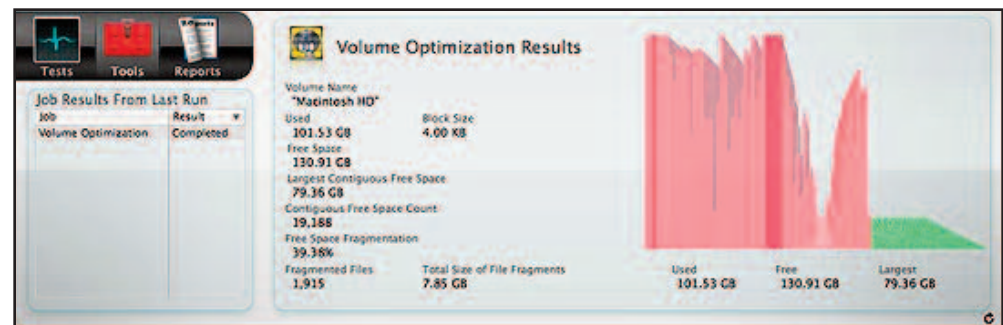 Tests Tools Reports
Job Results From Last Run
Job Result
Volume Optimization Completed
Volume Optimization Results
Volume Name
"Macintosh HD"
Used Block Size
101.53 GB 4.00 KB
Free Space
130.91 GB
Largest Contiguous Free Space
79.36 GB
Contiguous Free Space Count
19,188
Free Space Fragmentation
39.38%
Fragmented Files Total Size of File Fragments
1,915 7.85 GB
Used Free Largest
101.53 GB 130.91 GB 79.36 GB